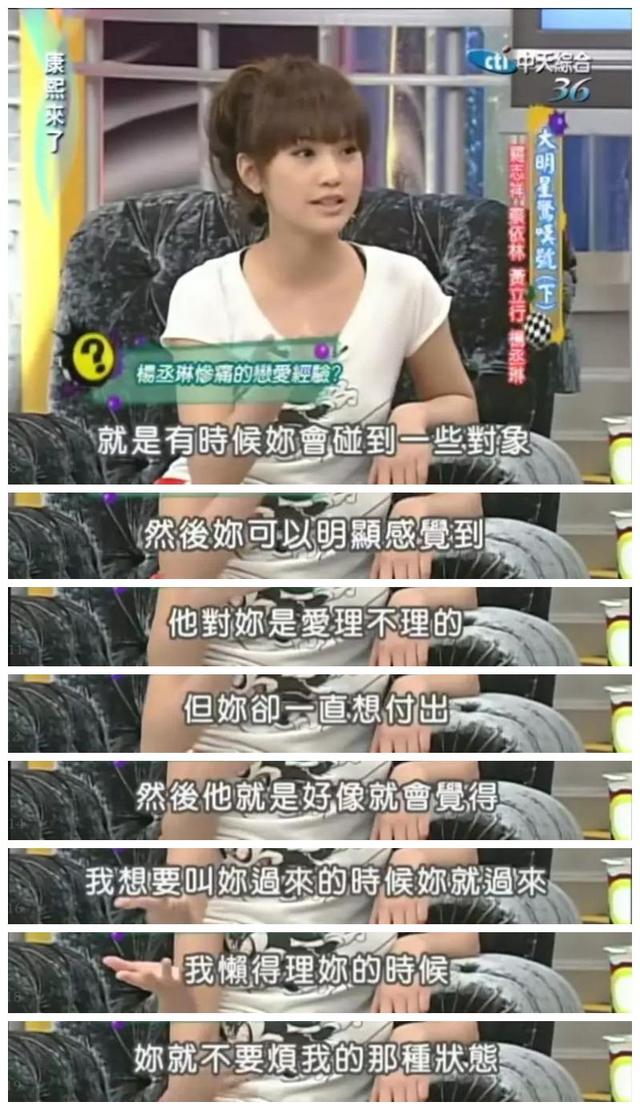 康熙來了
cti 中天綜合
36
大明星驚嘆號(下)
羅志祥 蔡依林 黃立行 楊丞琳
?
楊丞琳慘痛的戀愛經驗?
就是有時候妳會碰到一些對象
然後妳可以明顯感覺到
他對妳是愛理不理的
但妳卻一直想付出
然後他就是好像就會覺得
我想要叫妳過來的時候妳就過來
我懶得理妳的時候
妳就不要煩我的那種狀態